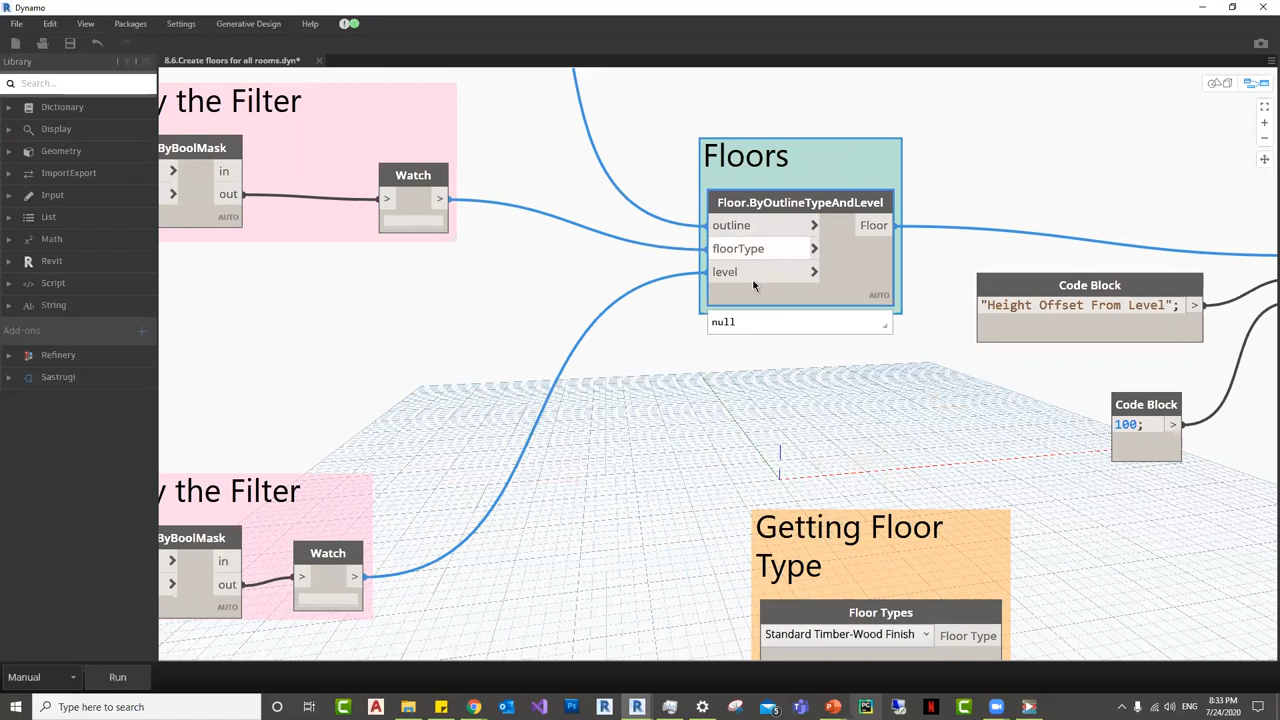 Dynamo
File Edit View Packages Settings Generative Design Help
Library
8.6.Create floors for all rooms.dyn*
Search...
Dictionary
Display
Geometry
ImportExport
Input
List
Math
Revit
Script
String
Add-ons
Refinery
Sastrugi
y the Filter
ByBoolMask
in
out
AUTO
Watch
>
>
Floors
Floor.ByOutlineTypeAndLevel
outline
Floor
floorType
level
AUTO
null
Code Block
"Height Offset From Level";
>
Code Block
100;
>
y the Filter
ByBoolMask
in
out
AUTO
Watch
>
>
Getting Floor
Type
Floor Types
Standard Timber-Wood Finish
Floor Type
Manual
Run
Type here to search
ENG
8:33 PM
7/24/2020